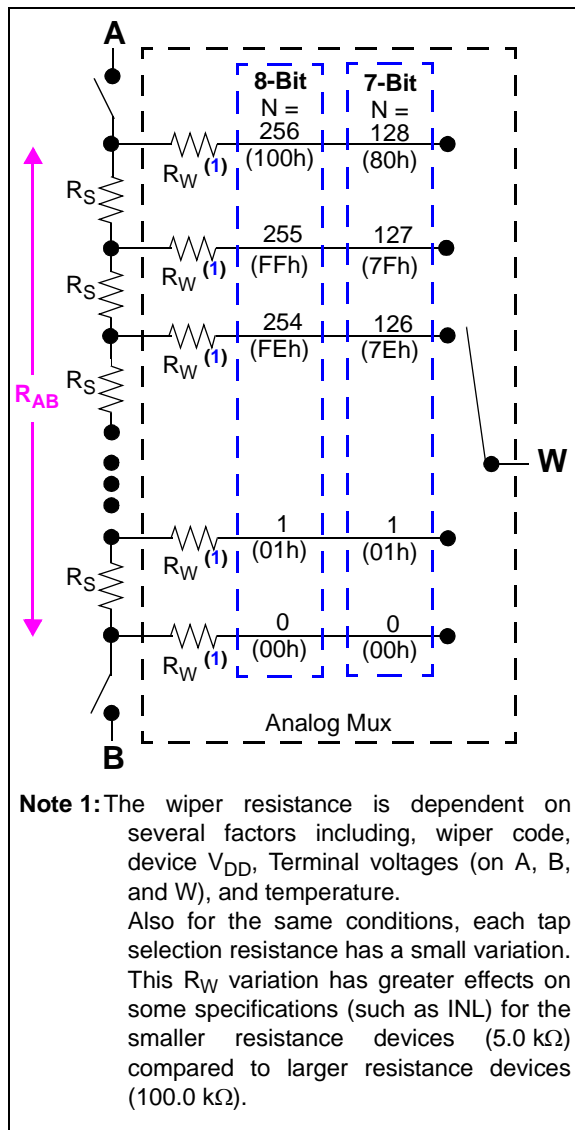 A
8-Bit 7-Bit
N = N =
256 128
(100h) (80h)
RW (1)
RS
255 127
(FFh) (7Fh)
RW (1)
RS
254 126
(FEh) (7Eh)
RW (1)
RS
RAB
W
1 1
(01h) (01h)
RW (1)
RS
0 0
(00h) (00h)
RW (1)
Analog Mux
B
Note 1: The wiper resistance is dependent on
several factors including, wiper code,
device VDD, Terminal voltages (on A, B,
and W), and temperature.
Also for the same conditions, each tap
selection resistance has a small variation.
This RW variation has greater effects on
some specifications (such as INL) for the
smaller resistance devices (5.0 kΩ)
compared to larger resistance devices
(100.0 kΩ).